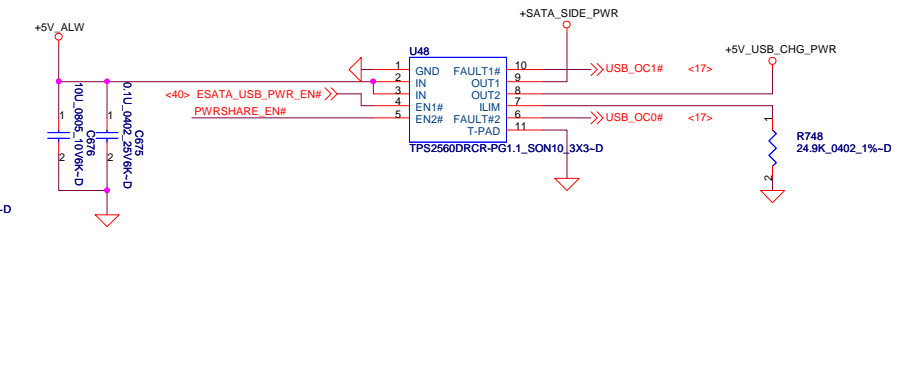 +SATA_SIDE_PWR
+5V_ALW
+5V_USB_CHG_PWR
U48
1 GND FAULT1# 10 USB_OC1# <17>
2 IN OUT1 9
3 IN OUT2 8
<40> ESATA_USB_PWR_EN# 4 EN1# ILIM 7
PWRSHARE_EN# 5 EN2# FAULT#2 6 USB_OC0# <17>
T-PAD 11
TPS2560DRCR-PG1.1_SON10_3X3~D
1
2
10U_0805_10V6K~D
C676
1
2
0.1U_0402_25V6K~D
C675
1
R748
24.9K_0402_1%~D
2
~D